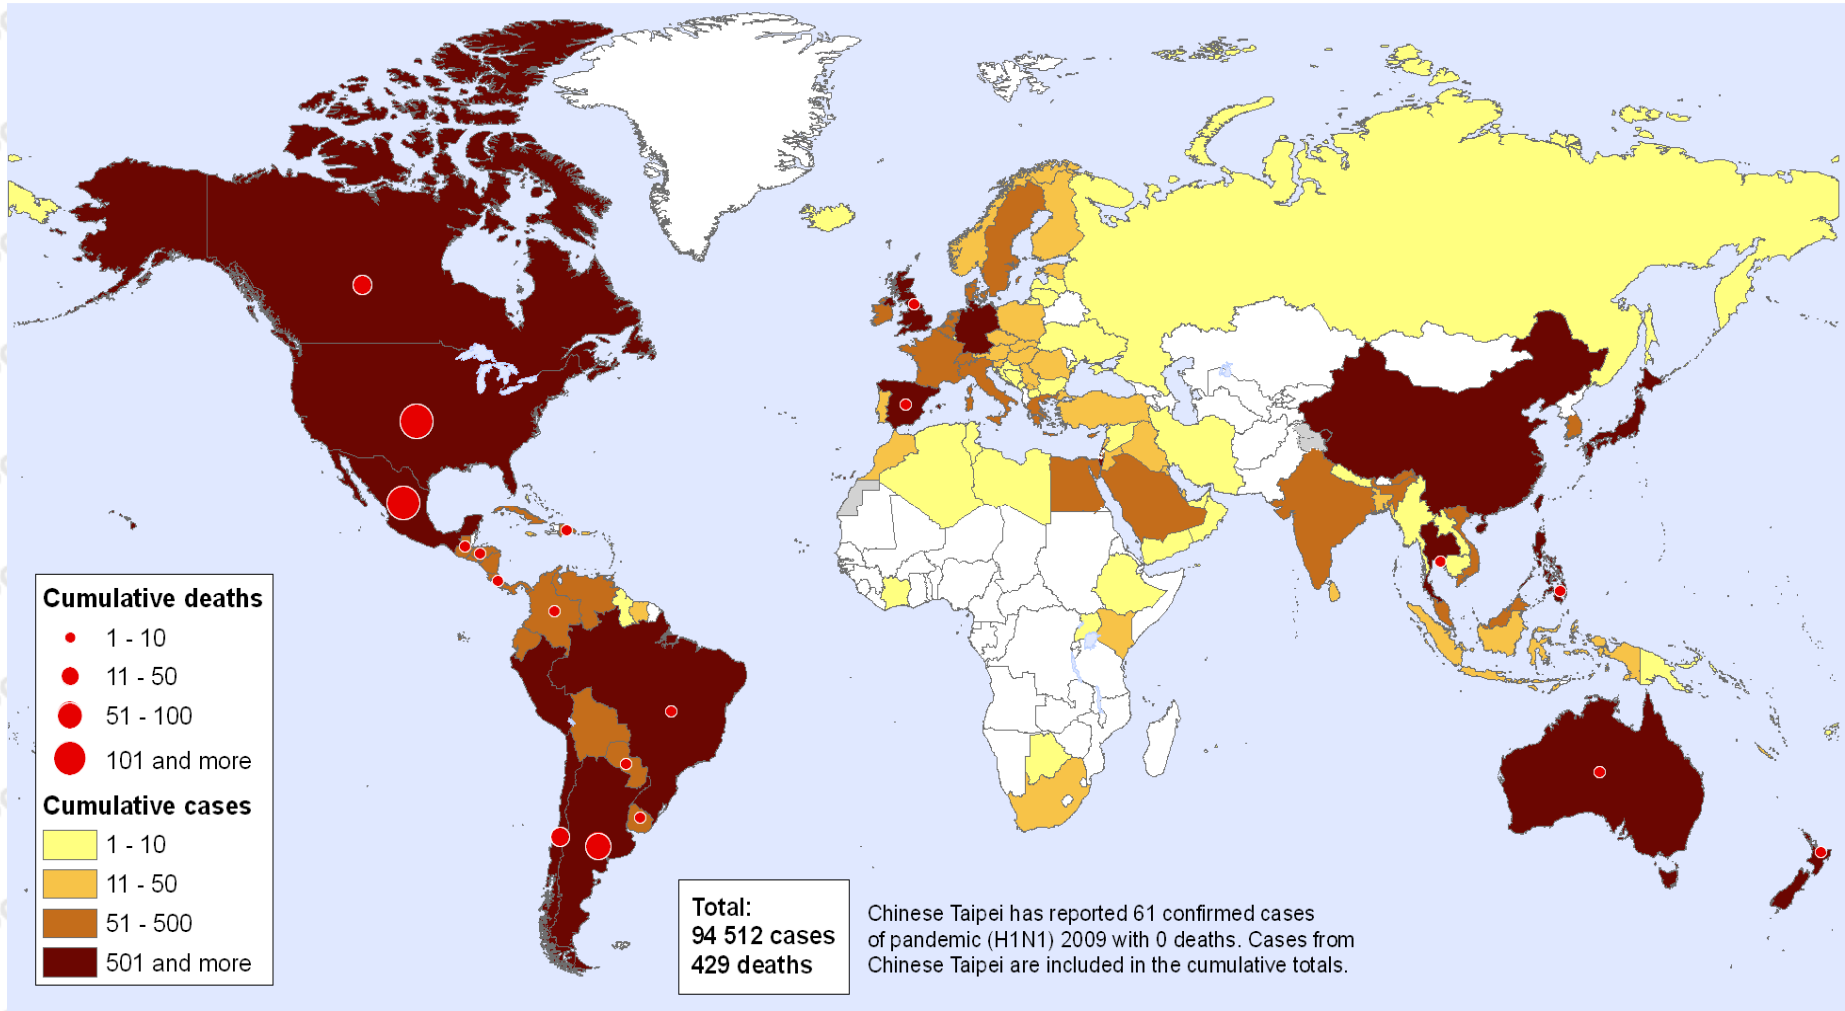 Cumulative deaths
1 - 10
11 - 50
51 - 100
101 and more
Cumulative cases
1 - 10
11 - 50
51 - 500
501 and more
Total:
94 512 cases
429 deaths
Chinese Taipei has reported 61 confirmed cases
of pandemic (H1N1) 2009 with 0 deaths. Cases from
Chinese Taipei are included in the cumulative totals.